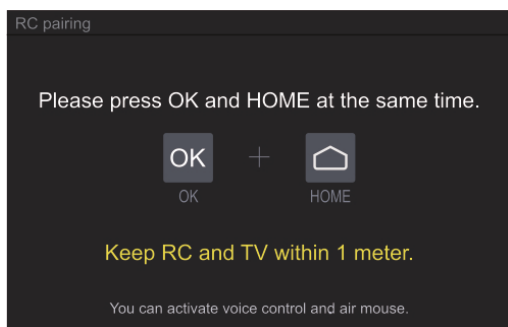 RC pairing
Please press OK and HOME at the same time.
OK
OK
HOME
Keep RC and TV within 1 meter.
You can activate voice control and air mouse.